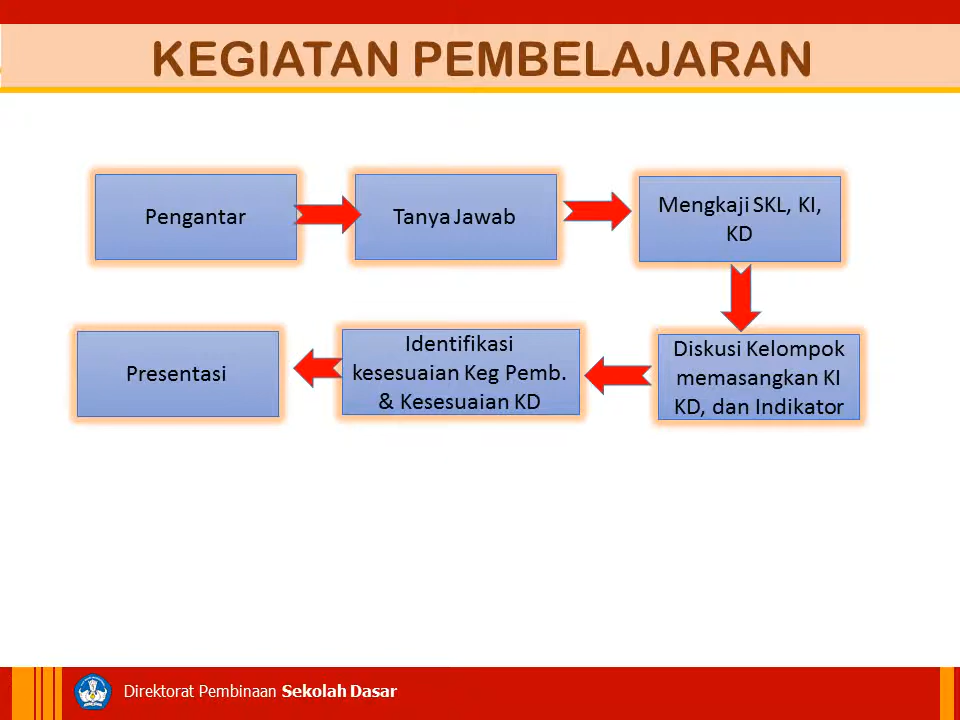 KEGIATAN PEMBELAJARAN
Pengantar
Tanya Jawab
Mengkaji SKL, KI,
KD
Diskusi Kelompok
memasangkan KI
KD, dan Indikator
Identifikasi
kesesuaian Keg Pemb.
& Kesesuaian KD
Presentasi
Direktorat Pembinaan Sekolah Dasar